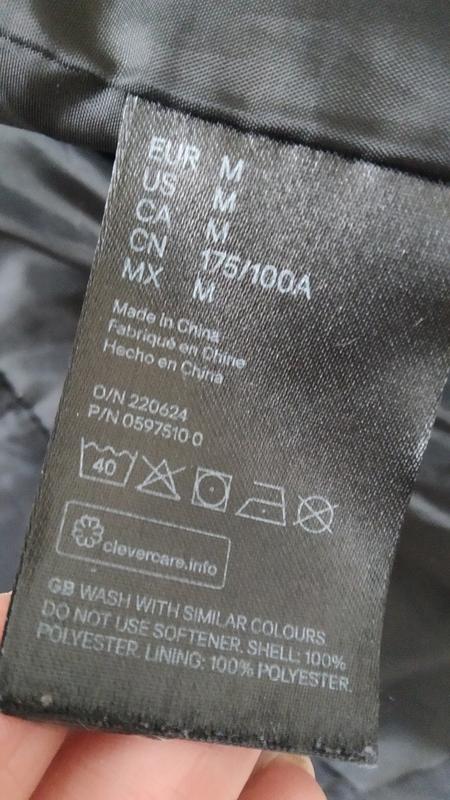 EUR M
US M
CA M
CN 175/100A
MX M
Made in China
Fabriqué en Chine
Hecho en China
O/N 220624
P/N 0597510 0
40
clevercare.info
GB WASH WITH SIMILAR COLOURS
DO NOT USE SOFTENER. SHELL: 100%
POLYESTER. LINING: 100% POLYESTER.